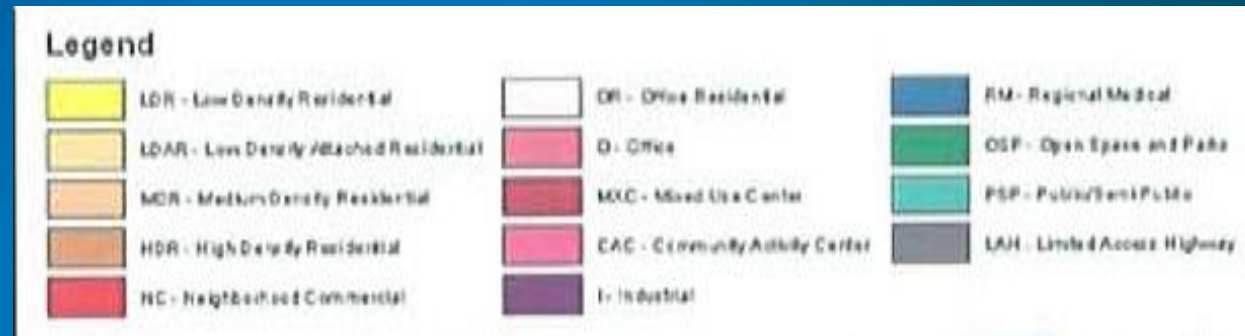 Legend
LDR - Low Density Residential
LDAR - Low Density Attached Residential
MDR - Medium Density Residential
HDR - High Density Residential
NC - Neighborhood Commercial
OR - Office Residential
O - Office
MXC - Mixed Use Center
CAC - Community Activity Center
I - Industrial
RM - Regional Medical
OSP - Open Space and Parks
PSP - Public/Semi Public
LAH - Limited Access Highway